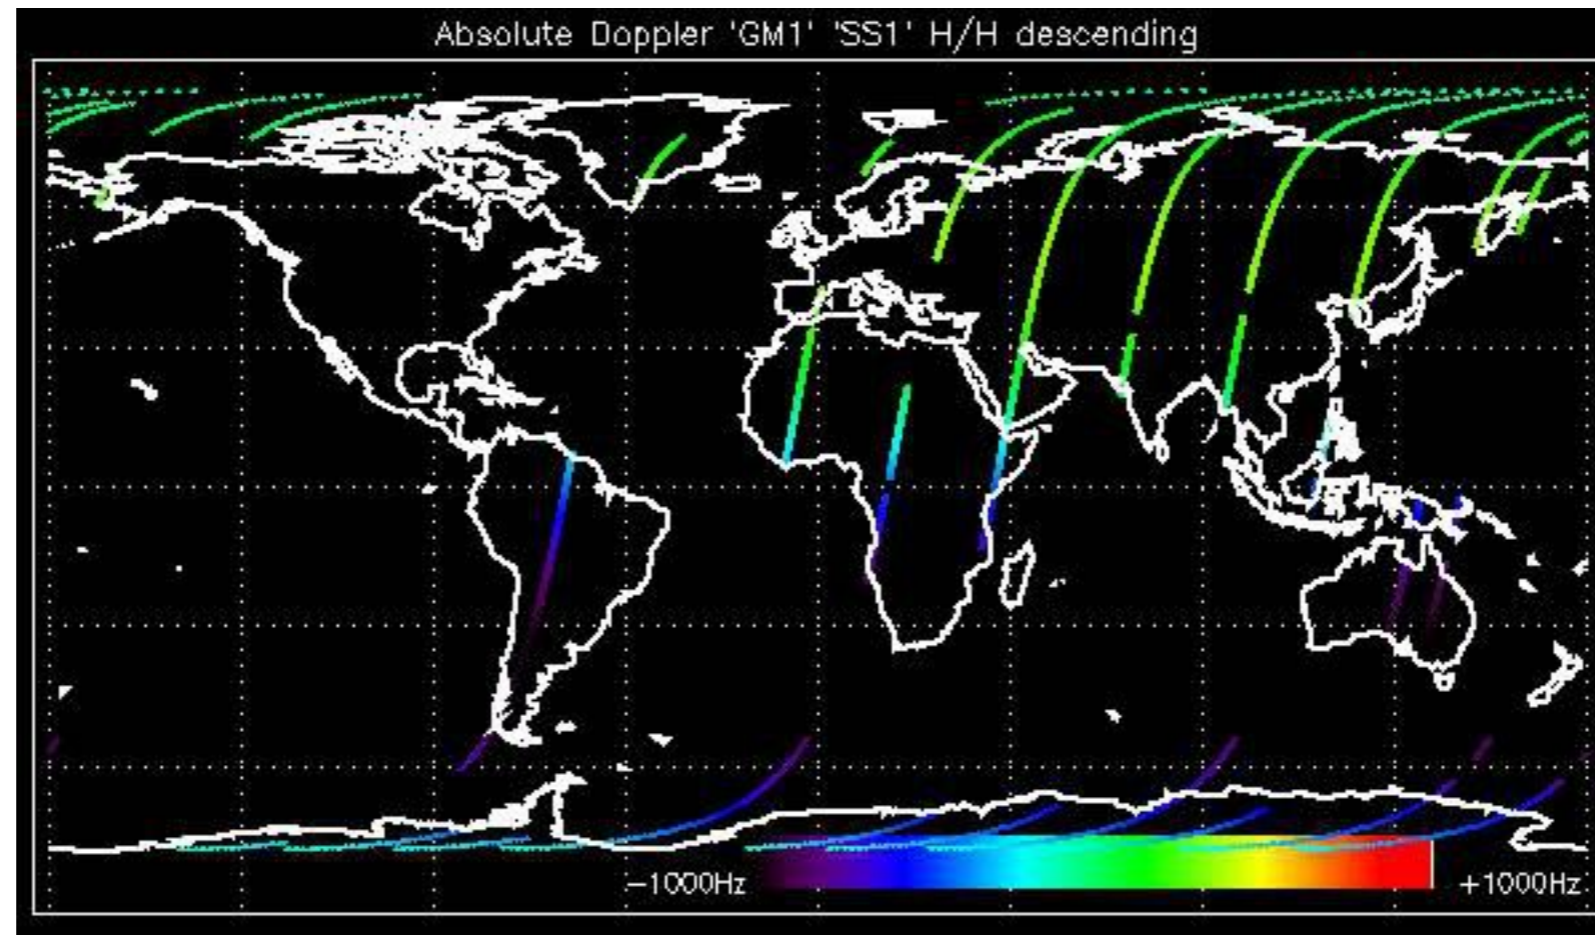 Absolute Doppler 'GM1' 'SS1' H/H descending
−1000Hz
+1000Hz